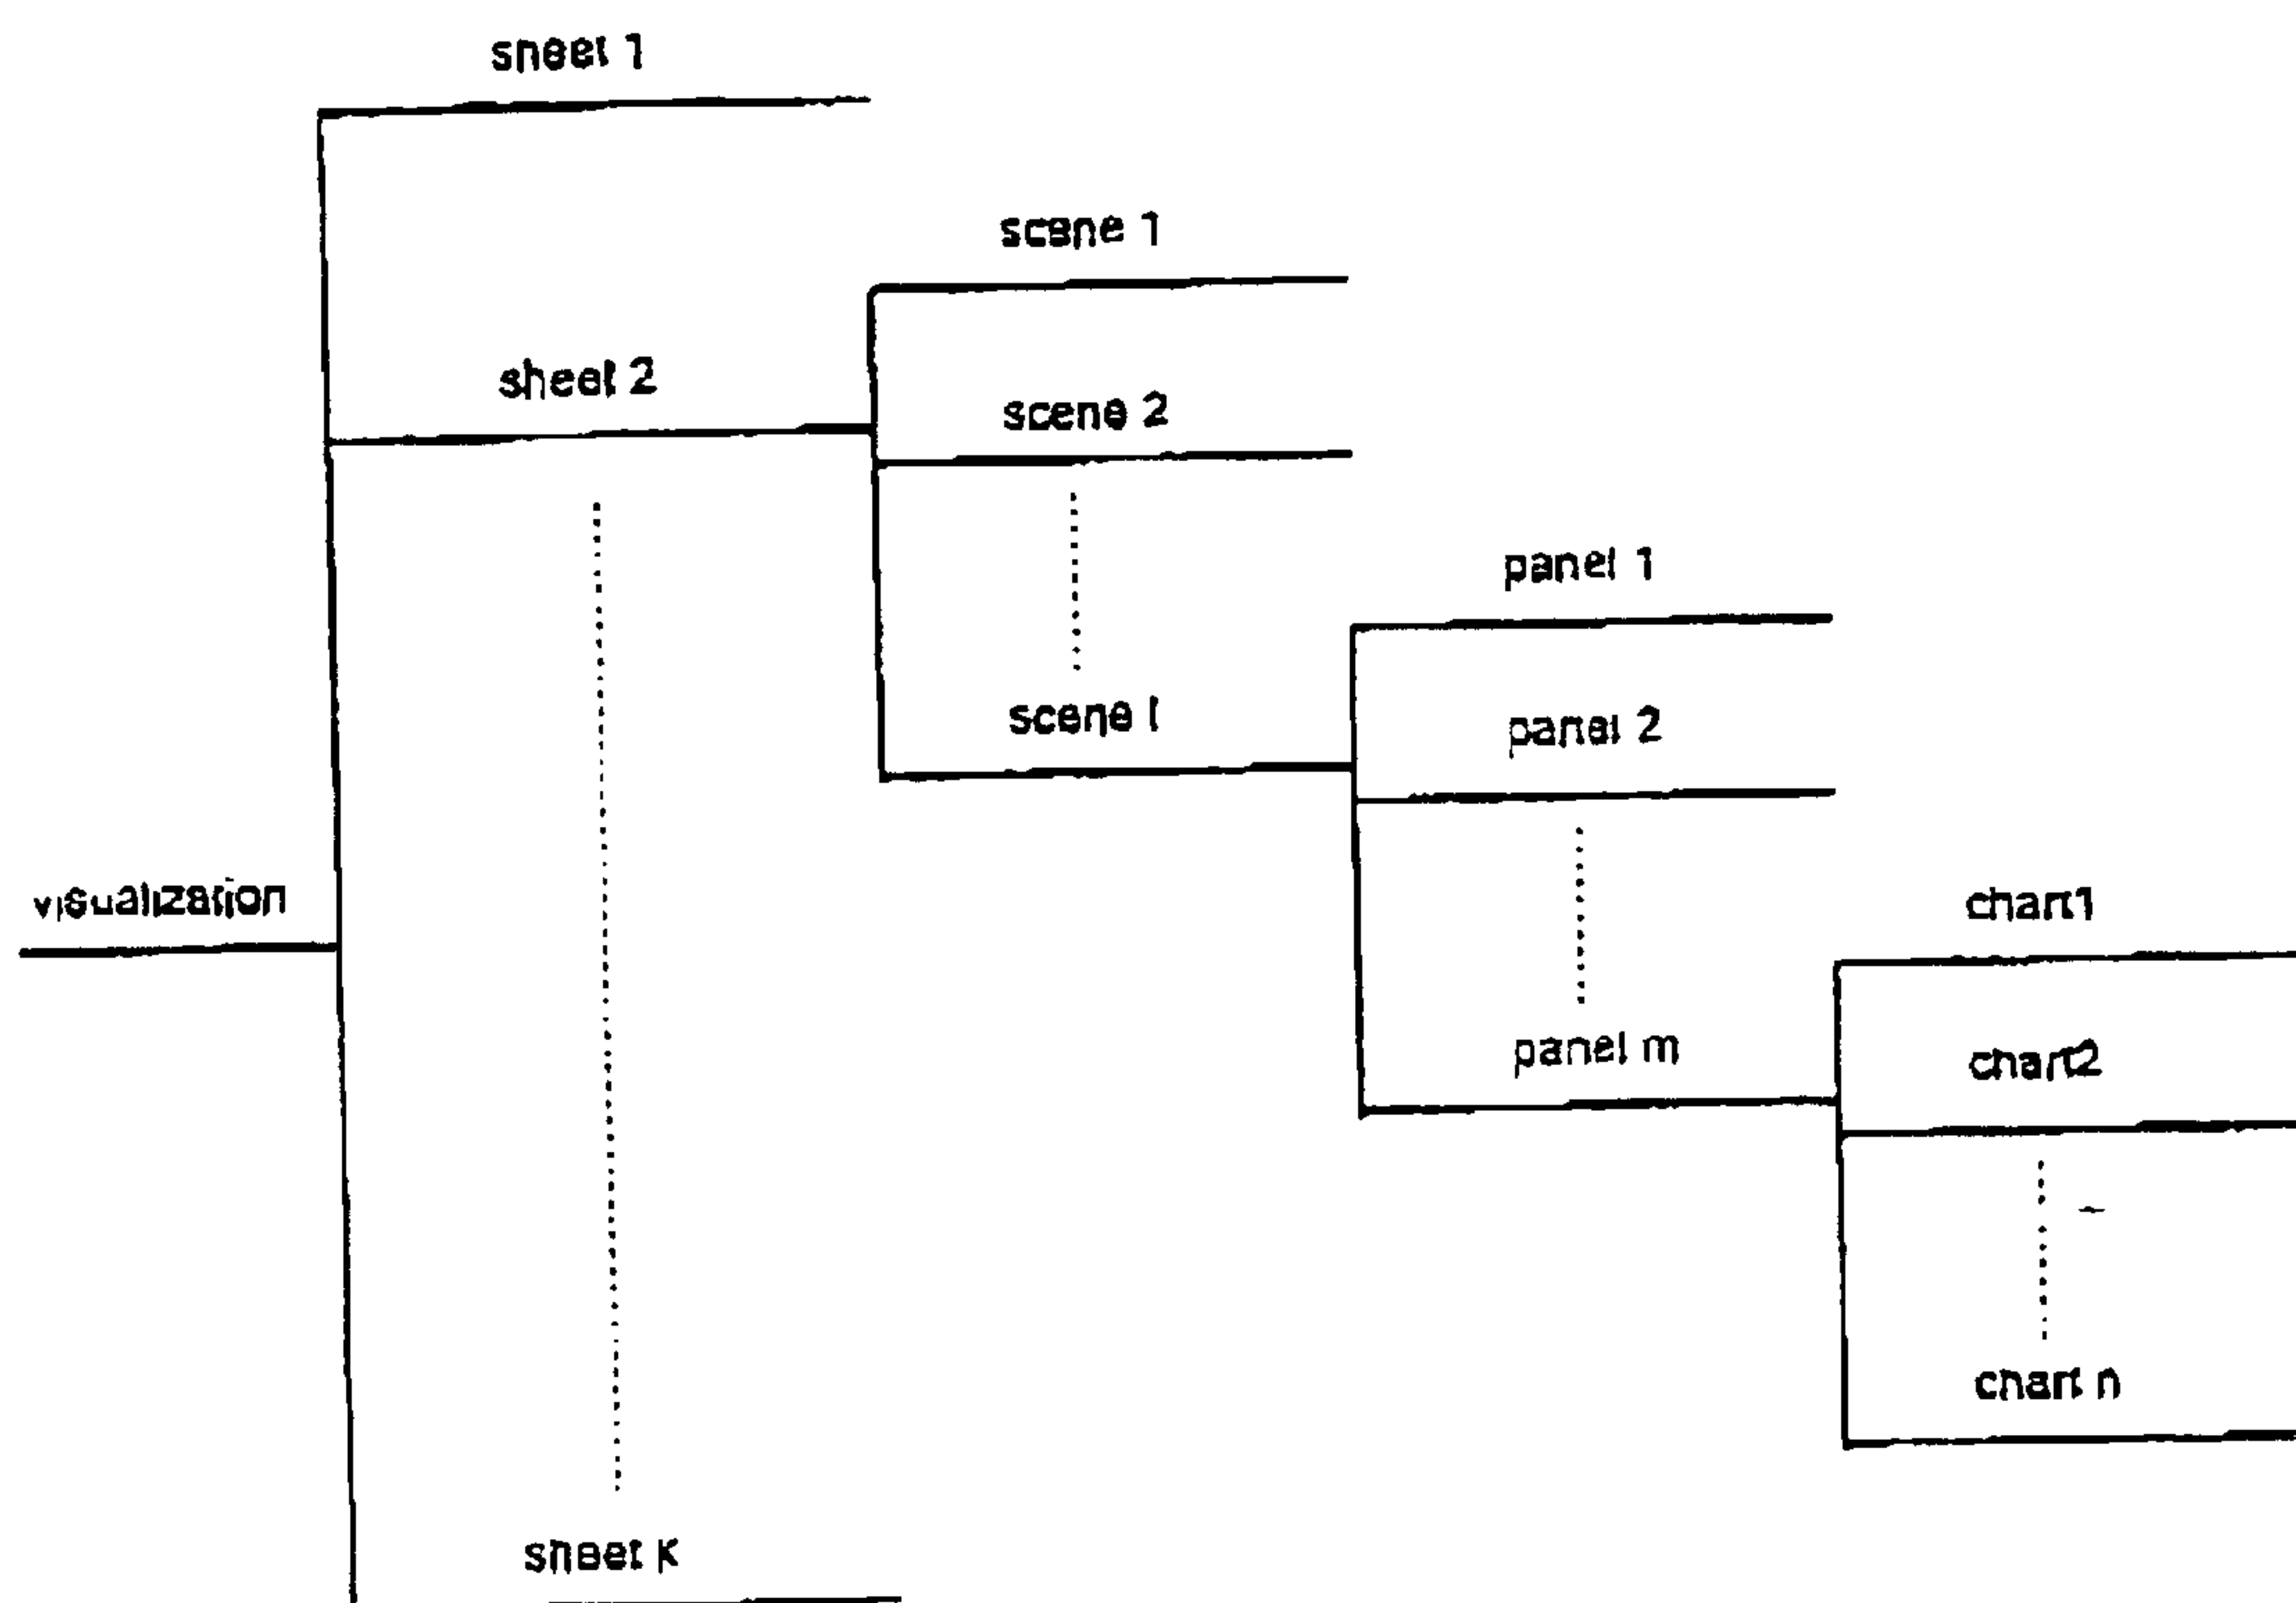 sheet 1
scene 1
sheet 2
scene 2
panel 1
scene l
panel 2
visualization
chart1
panel m
chart2
chart n
sheet k